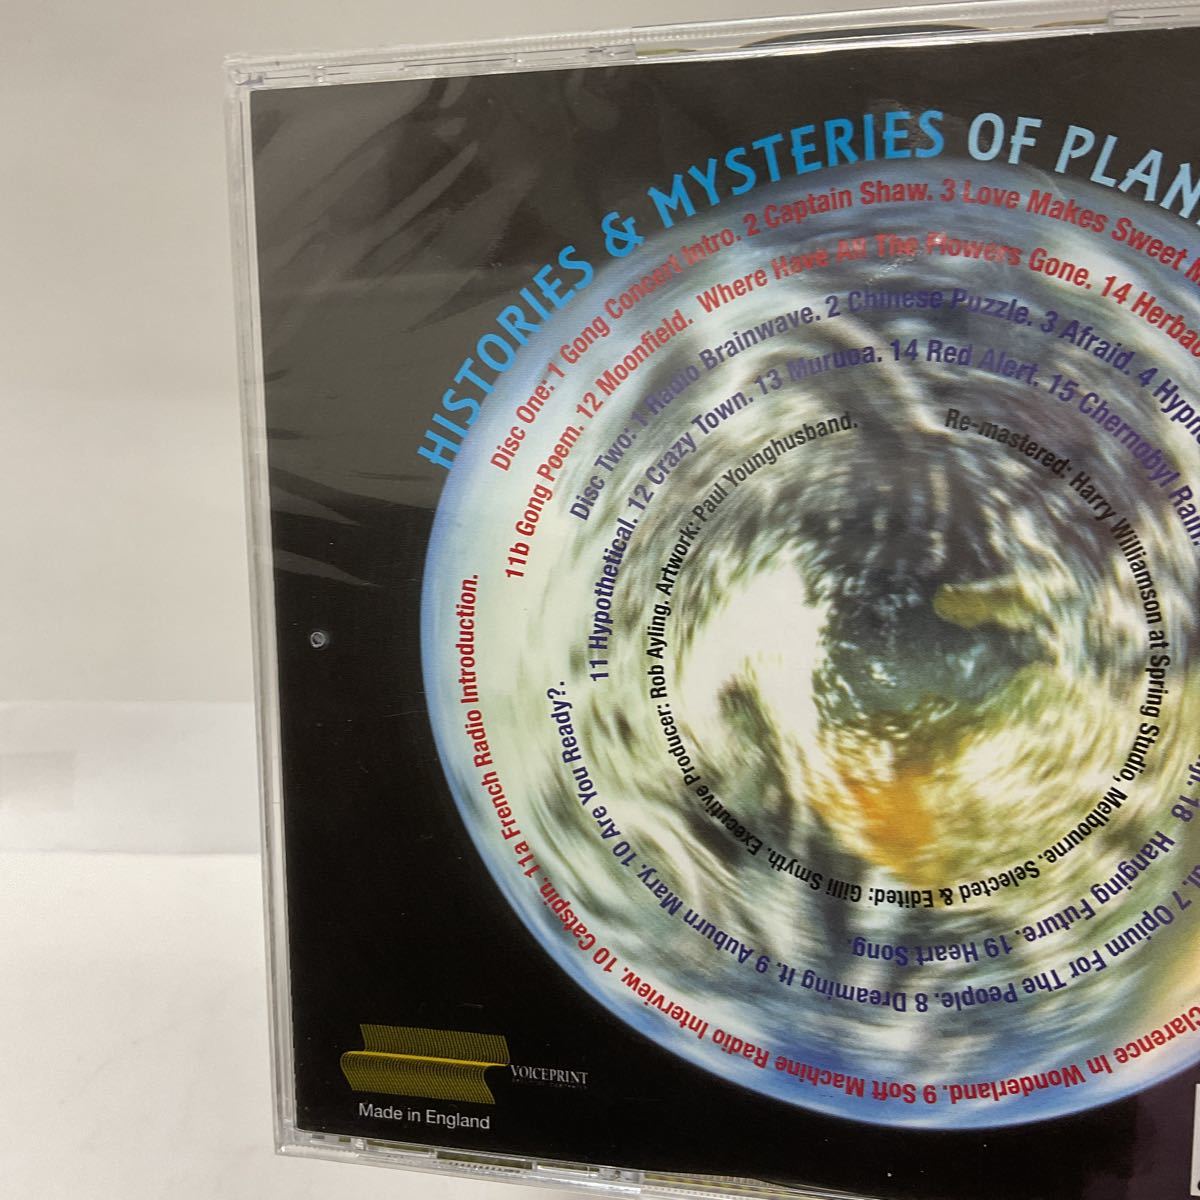 HISTORIES & MYSTERIES OF PLAN
Disc One: 1 Gong Concert Intro. 2 Captain Shaw. 3 Love Makes Sweet M
Clarence In Wonderland. 9 Soft Machine Radio Interview. 10 Catspin. 11a French Radio Introduction.
11b Gong Poem. 12 Moonfield. Where Have All The Flowers Gone. 14 Herbac
Disc Two: 1 Radio Brainwave. 2 Chinese Puzzle. 3 Afraid. 4 Hypno
7 Opium For The People. 8 Dreaming It. 9 Auburn Mary. 10 Are You Ready?.
11 Hypothetical. 12 Crazy Town. 13 Muruoa. 14 Red Alert. 15 Chernobyl Rain.
18 Hanging Future. 19 Heart Song.
Re-mastered: Harry Williamson at Spring Studio, Melbourne. Selected & Edited: Gilli Smyth. Executive Producer: Rob Ayling. Artwork: Paul Younghusband.
VOICEPRINT
Made in England